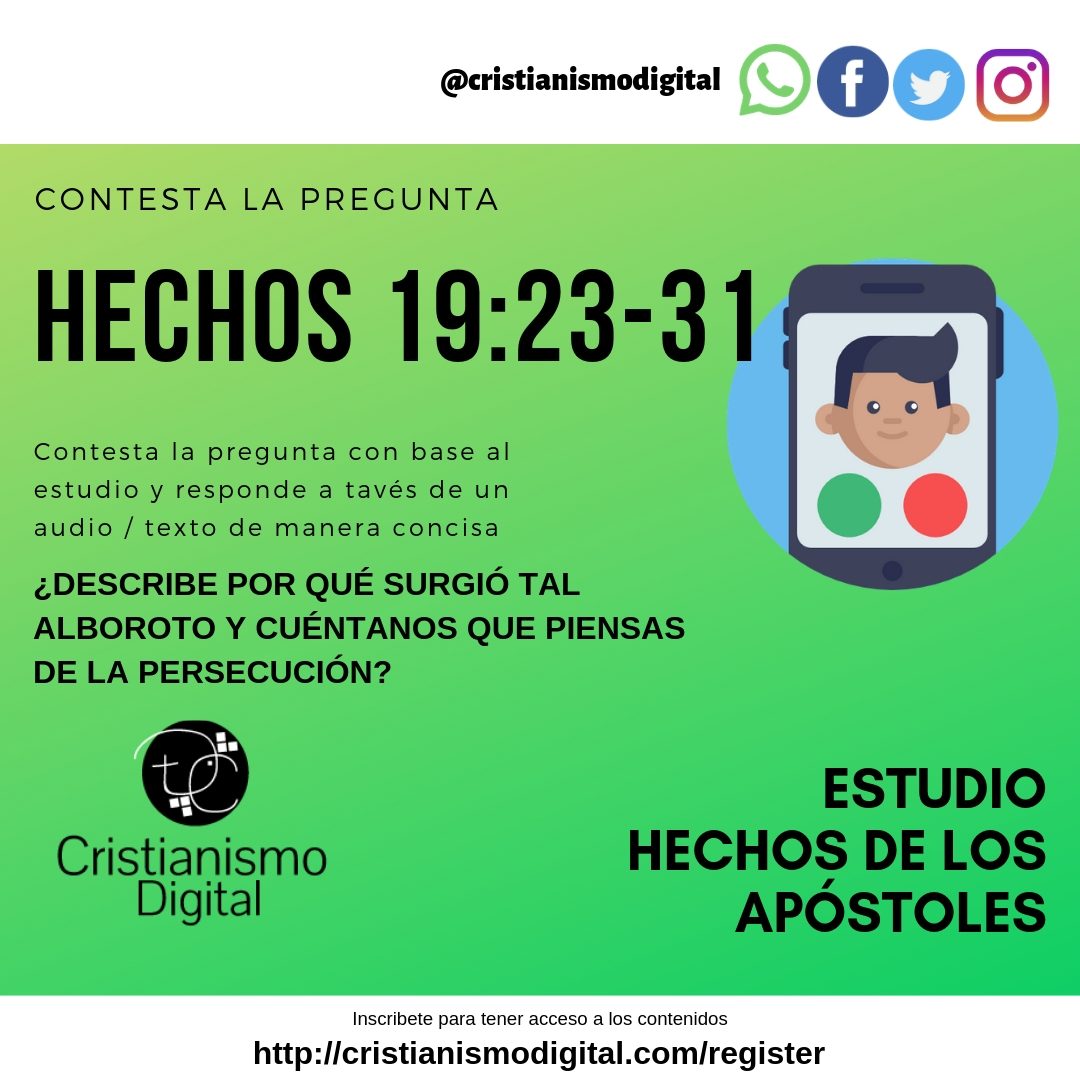 @cristianismodigital
CONTESTA LA PREGUNTA
HECHOS 19:23-31
Contesta la pregunta con base al
estudio y responde a tavés de un
audio / texto de manera concisa
¿DESCRIBE POR QUÉ SURGIÓ TAL
ALBOROTO Y CUÉNTANOS QUE PIENSAS
DE LA PERSECUCIÓN?
Cristianismo
Digital
ESTUDIO
HECHOS DE LOS
APÓSTOLES
Inscribete para tener acceso a los contenidos
http://cristianismodigital.com/register